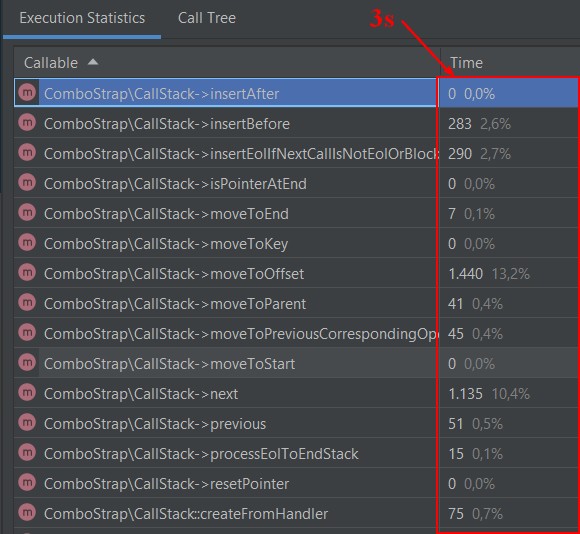 Execution Statistics Call Tree
3s
Callable Time
m ComboStrap\CallStack->insertAfter 0 0,0%
m ComboStrap\CallStack->insertBefore 283 2,6%
m ComboStrap\CallStack->insertEolIfNextCallIsNotEolOrBlock 290 2,7%
m ComboStrap\CallStack->isPointerAtEnd 0 0,0%
m ComboStrap\CallStack->moveToEnd 7 0,1%
m ComboStrap\CallStack->moveToKey 0 0,0%
m ComboStrap\CallStack->moveToOffset 1.440 13,2%
m ComboStrap\CallStack->moveToParent 41 0,4%
m ComboStrap\CallStack->moveToPreviousCorrespondingOpe 45 0,4%
m ComboStrap\CallStack->moveToStart 0 0,0%
m ComboStrap\CallStack->next 1.135 10,4%
m ComboStrap\CallStack->previous 51 0,5%
m ComboStrap\CallStack->processEolToEndStack 15 0,1%
m ComboStrap\CallStack->resetPointer 0 0,0%
m ComboStrap\CallStack::createFromHandler 75 0,7%